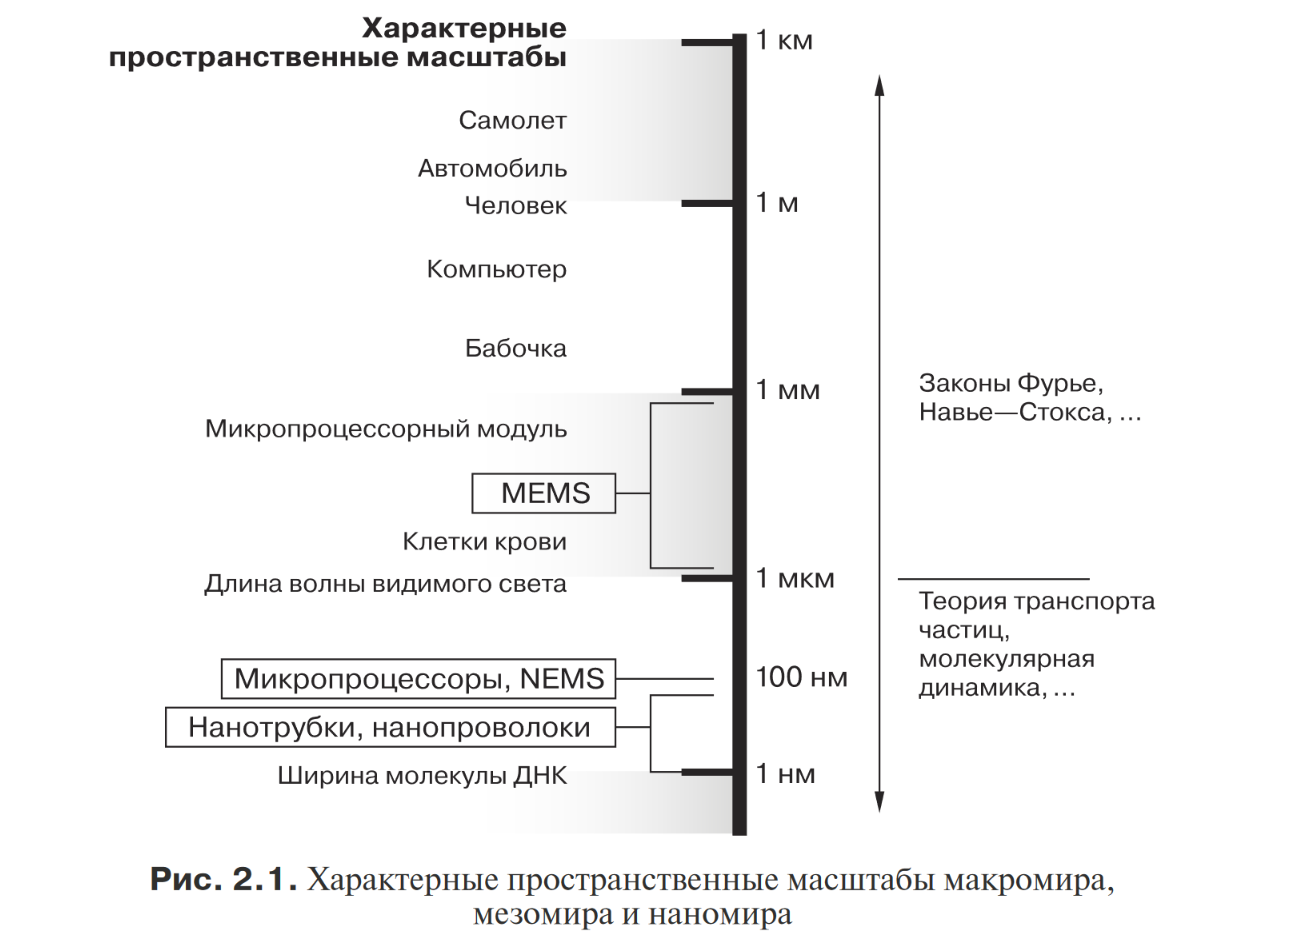 Характерные
пространственные масштабы
1 км
Самолет
Автомобиль
Человек
1 м
Компьютер
Бабочка
1 мм
Законы Фурье,
Навье—Стокса, ...
Микропроцессорный модуль
MEMS
Клетки крови
Длина волны видимого света
1 мкм
Теория транспорта
частиц,
молекулярная
динамика, ...
Микропроцессоры, NEMS
100 нм
Нанотрубки, нанопроволоки
Ширина молекулы ДНК
1 нм
Рис. 2.1. Характерные пространственные масштабы макромира,
мезомира и наномира